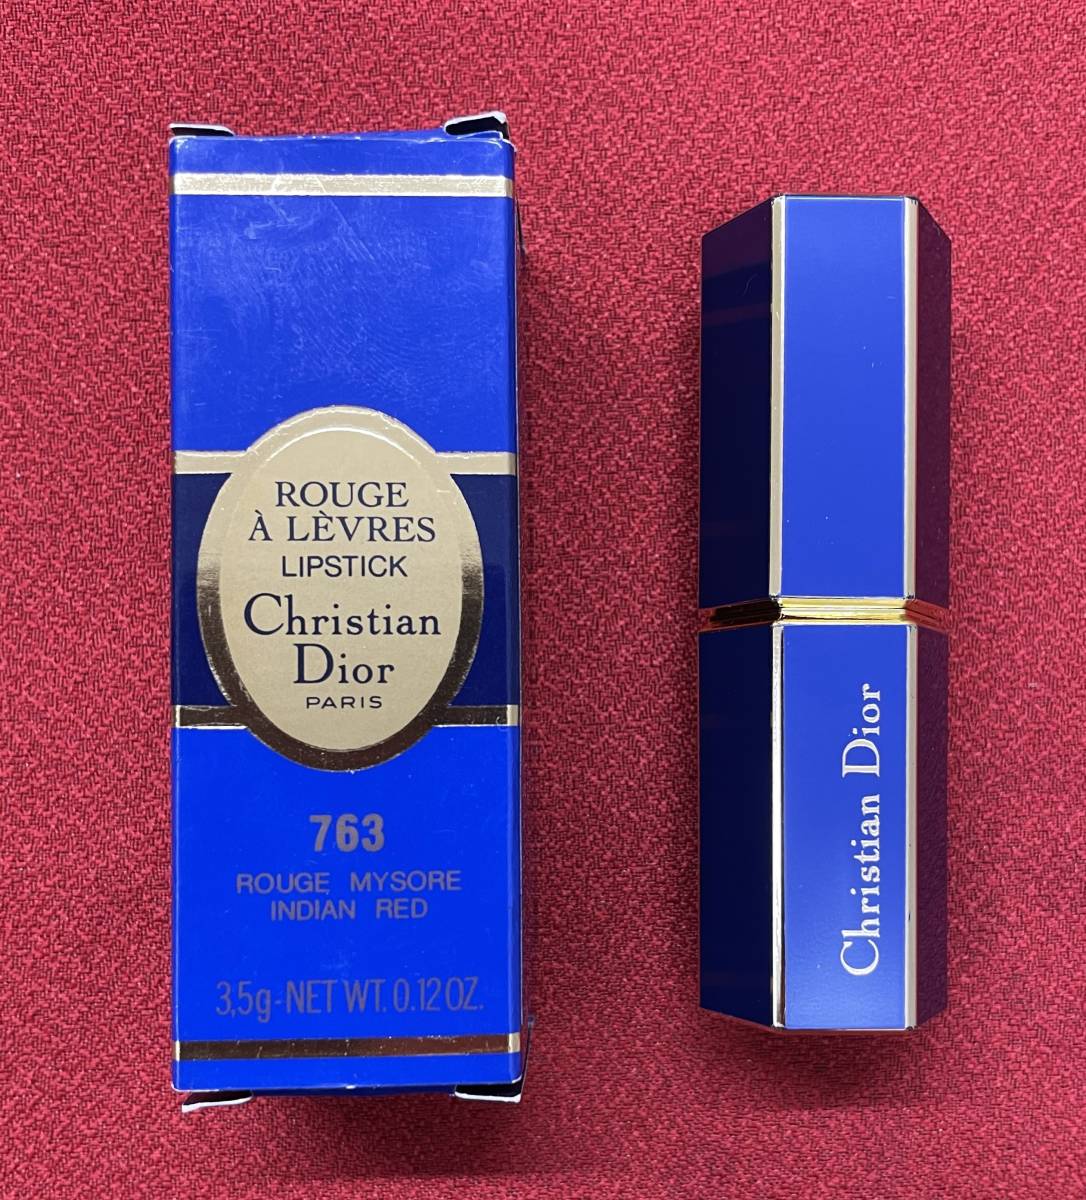 ROUGE
À LÈVRES
LIPSTICK
Christian
Dior
PARIS
763
ROUGE MYSORE
INDIAN RED
3,5g-NET WT. 0.12 OZ.
Christian Dior